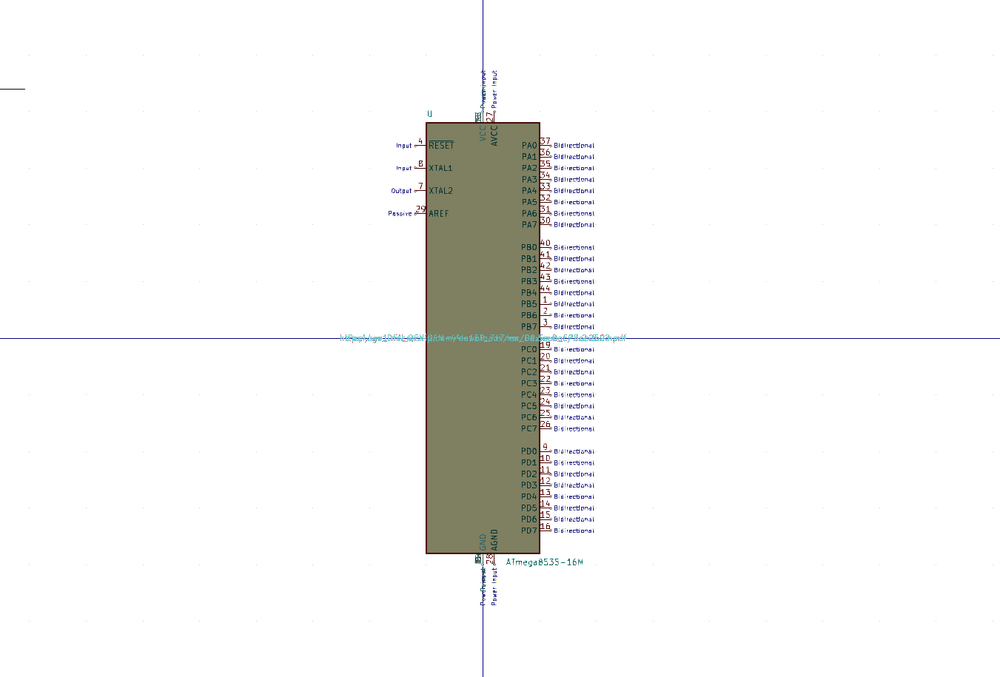 Power Input
U
27
VCC
AVCC
Input 4 RESET
PA0 37 Bidirectional
PA1 36 Bidirectional
Input 8 XTAL1
PA2 35 Bidirectional
PA3 34 Bidirectional
Output 7 XTAL2
PA4 33 Bidirectional
PA5 32 Bidirectional
Passive 29 AREF
PA6 31 Bidirectional
PA7 30 Bidirectional
PB0 40 Bidirectional
PB1 41 Bidirectional
PB2 42 Bidirectional
PB3 43 Bidirectional
PB4 44 Bidirectional
PB5 1 Bidirectional
PB6 2 Bidirectional
PB7 3 Bidirectional
PC0 19 Bidirectional
PC1 20 Bidirectional
PC2 21 Bidirectional
PC3 22 Bidirectional
PC4 23 Bidirectional
PC5 24 Bidirectional
PC6 25 Bidirectional
PC7 26 Bidirectional
PD0 9 Bidirectional
PD1 10 Bidirectional
PD2 11 Bidirectional
PD3 12 Bidirectional
PD4 13 Bidirectional
PD5 14 Bidirectional
PD6 15 Bidirectional
PD7 16 Bidirectional
GND
AGND
28
ATmega8535-16M
Power Input